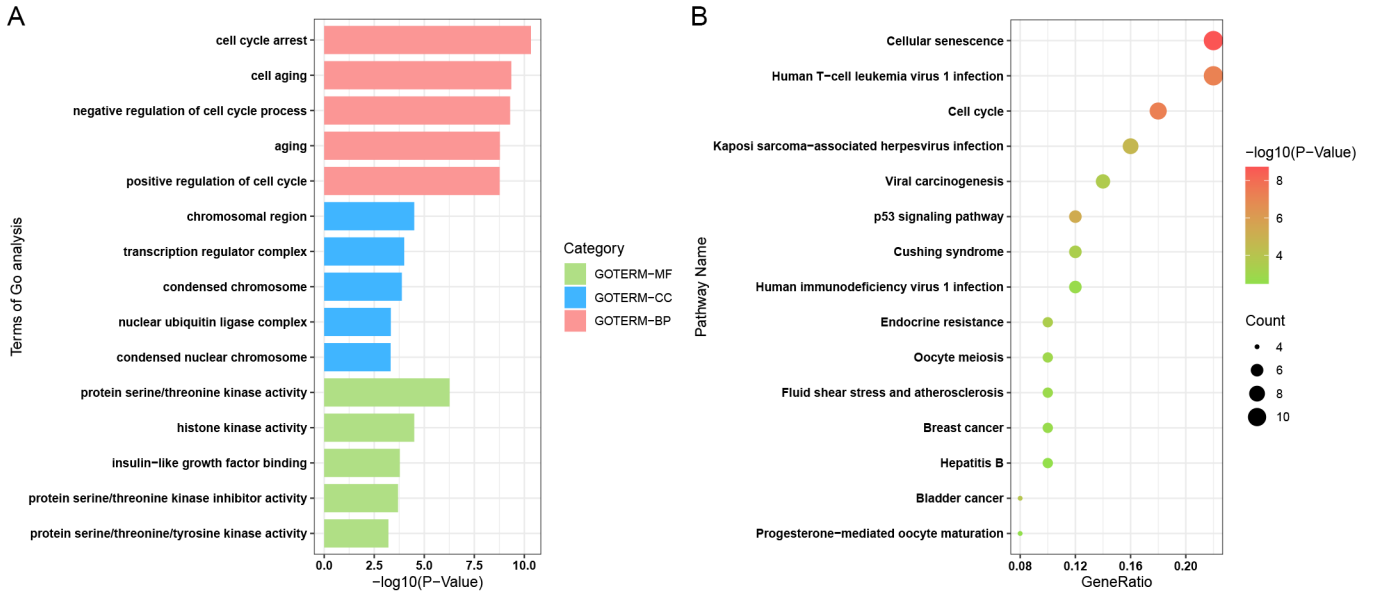 A
Terms of Go analysis
cell cycle arrest
cell aging
negative regulation of cell cycle process
aging
positive regulation of cell cycle
chromosomal region
transcription regulator complex
condensed chromosome
nuclear ubiquitin ligase complex
condensed nuclear chromosome
protein serine/threonine kinase activity
histone kinase activity
insulin−like growth factor binding
protein serine/threonine kinase inhibitor activity
protein serine/threonine/tyrosine kinase activity
0.0 2.5 5.0 7.5 10.0
−log10(P−Value)
Category
GOTERM−MF
GOTERM−CC
GOTERM−BP
B
Pathway Name
Cellular senescence
Human T−cell leukemia virus 1 infection
Cell cycle
Kaposi sarcoma−associated herpesvirus infection
Viral carcinogenesis
p53 signaling pathway
Cushing syndrome
Human immunodeficiency virus 1 infection
Endocrine resistance
Oocyte meiosis
Fluid shear stress and atherosclerosis
Breast cancer
Hepatitis B
Bladder cancer
Progesterone−mediated oocyte maturation
0.08 0.12 0.16 0.20
GeneRatio
−log10(P−Value)
8
6
4
Count
4
6
8
10